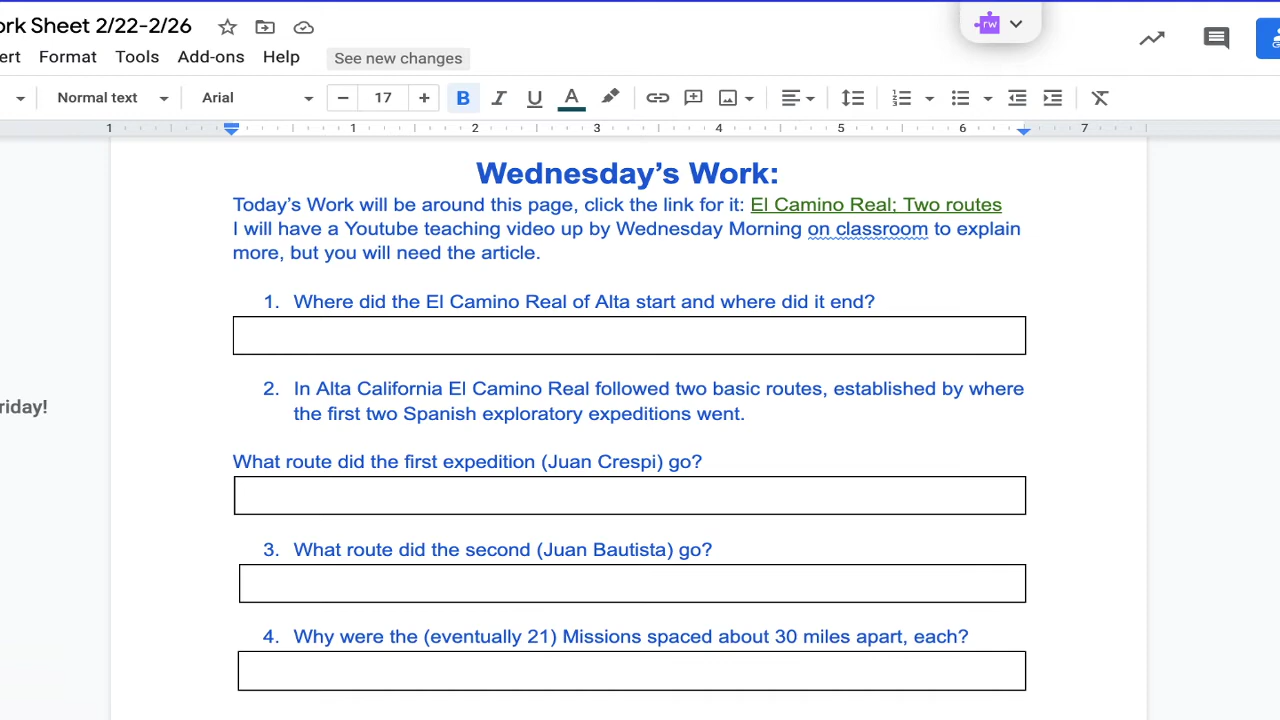 ork Sheet 2/22-2/26
rw
ert Format Tools Add-ons Help See new changes
Normal text Arial − 17 + B I U A
1 1 2 3 4 5 6 7
Wednesday’s Work:
Today’s Work will be around this page, click the link for it: El Camino Real; Two routes
I will have a Youtube teaching video up by Wednesday Morning on classroom to explain
more, but you will need the article.
1. Where did the El Camino Real of Alta start and where did it end?
2. In Alta California El Camino Real followed two basic routes, established by where
the first two Spanish exploratory expeditions went.
riday!
What route did the first expedition (Juan Crespi) go?
3. What route did the second (Juan Bautista) go?
4. Why were the (eventually 21) Missions spaced about 30 miles apart, each?